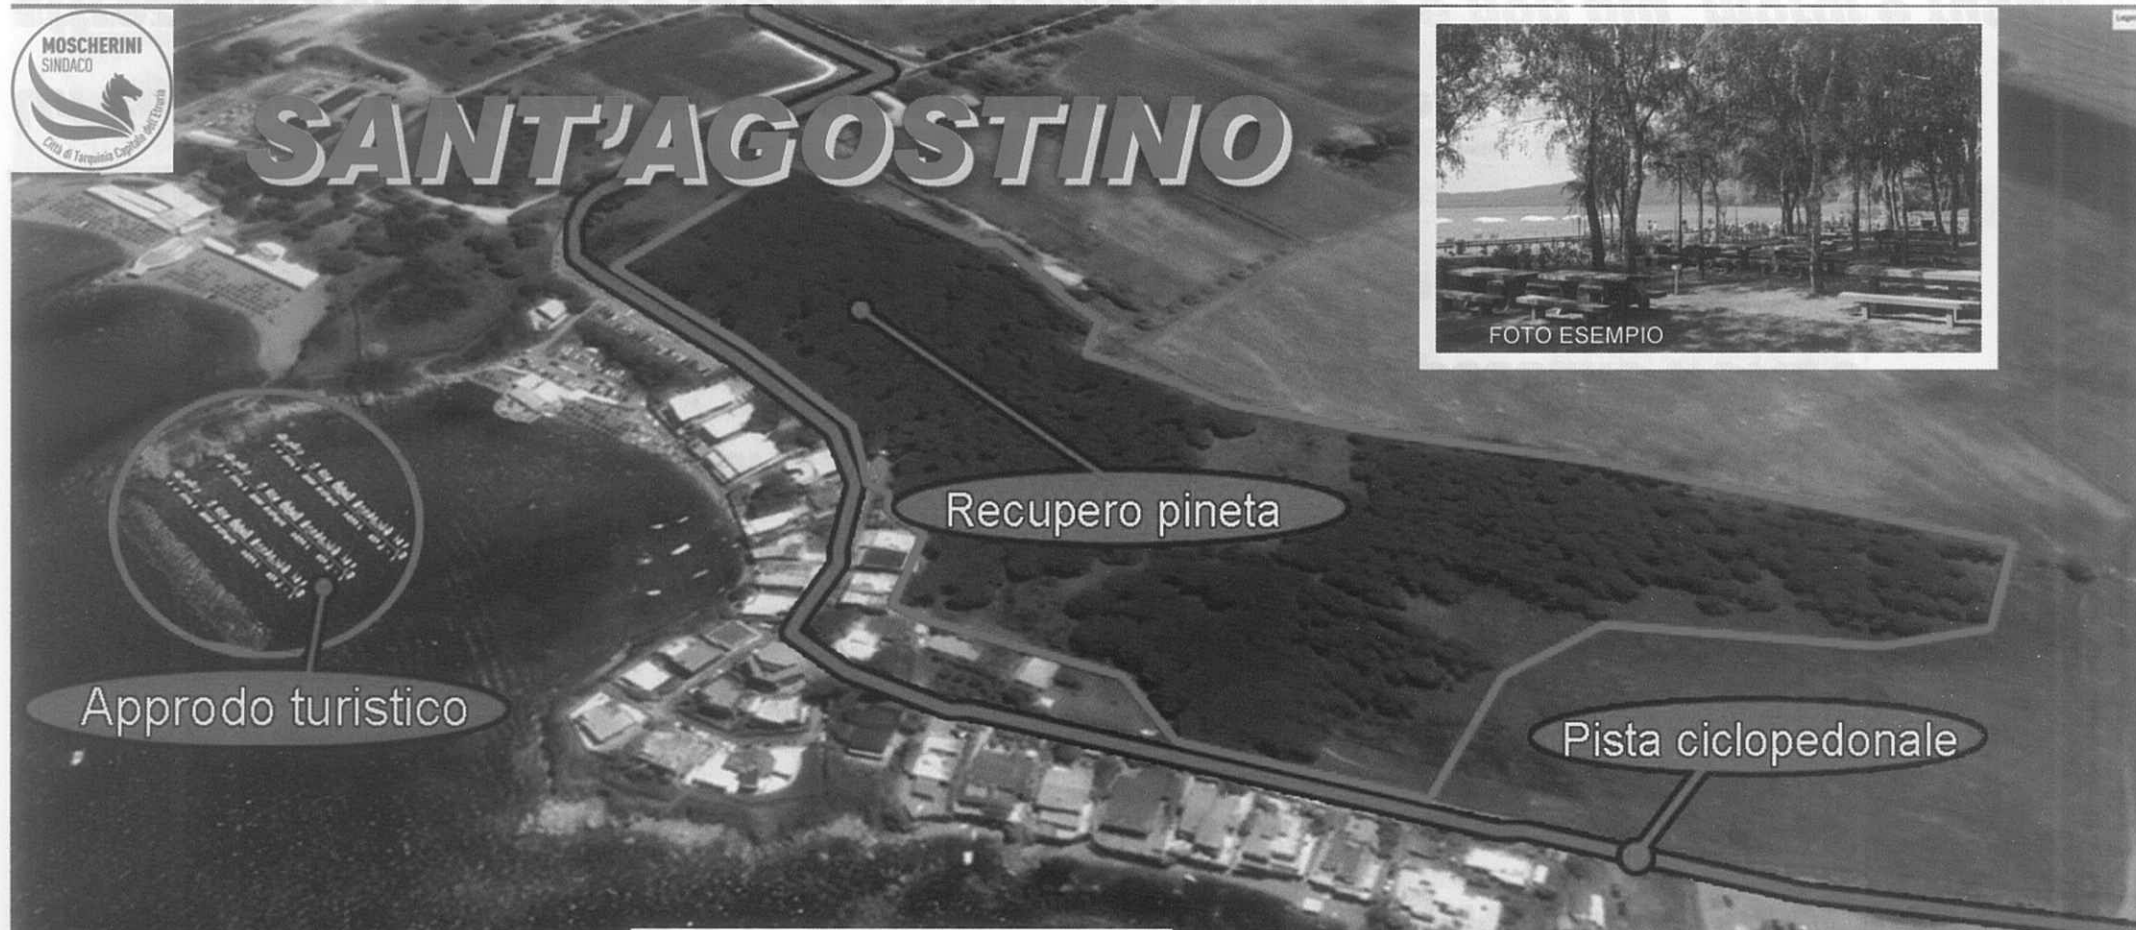 MOSCHERINI
SINDACO
Città di Tarquinia Capitale dell'Etruria
SANT'AGOSTINO
FOTO ESEMPIO
Recupero pineta
Approdo turistico
Pista ciclopedonale